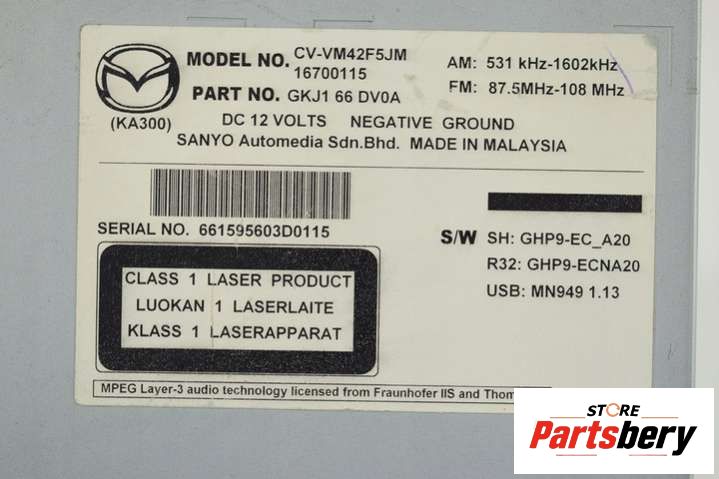 MODEL NO. CV-VM42F5JM
16700115
AM: 531 kHz-1602kHz
PART NO. GKJ1 66 DV0A
FM: 87.5MHz-108 MHz
(KA300)
DC 12 VOLTS NEGATIVE GROUND
SANYO Automedia Sdn.Bhd. MADE IN MALAYSIA
SERIAL NO. 661595603D0115
S/W SH: GHP9-EC_A20
R32: GHP9-ECNA20
USB: MN949 1.13
CLASS 1 LASER PRODUCT
LUOKAN 1 LASERLAITE
KLASS 1 LASERAPPARAT
MPEG Layer-3 audio technology licensed from Fraunhofer IIS and
STORE
Partsbery